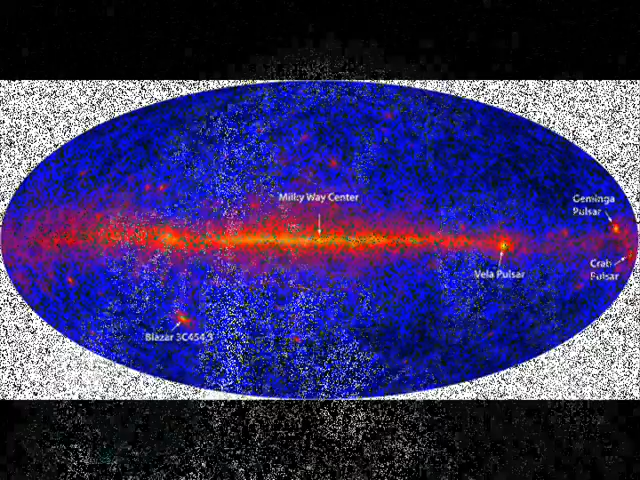 Milky Way Center
Geminga
Pulsar
Crab
Pulsar
Vela Pulsar
Blazar 3C454.3